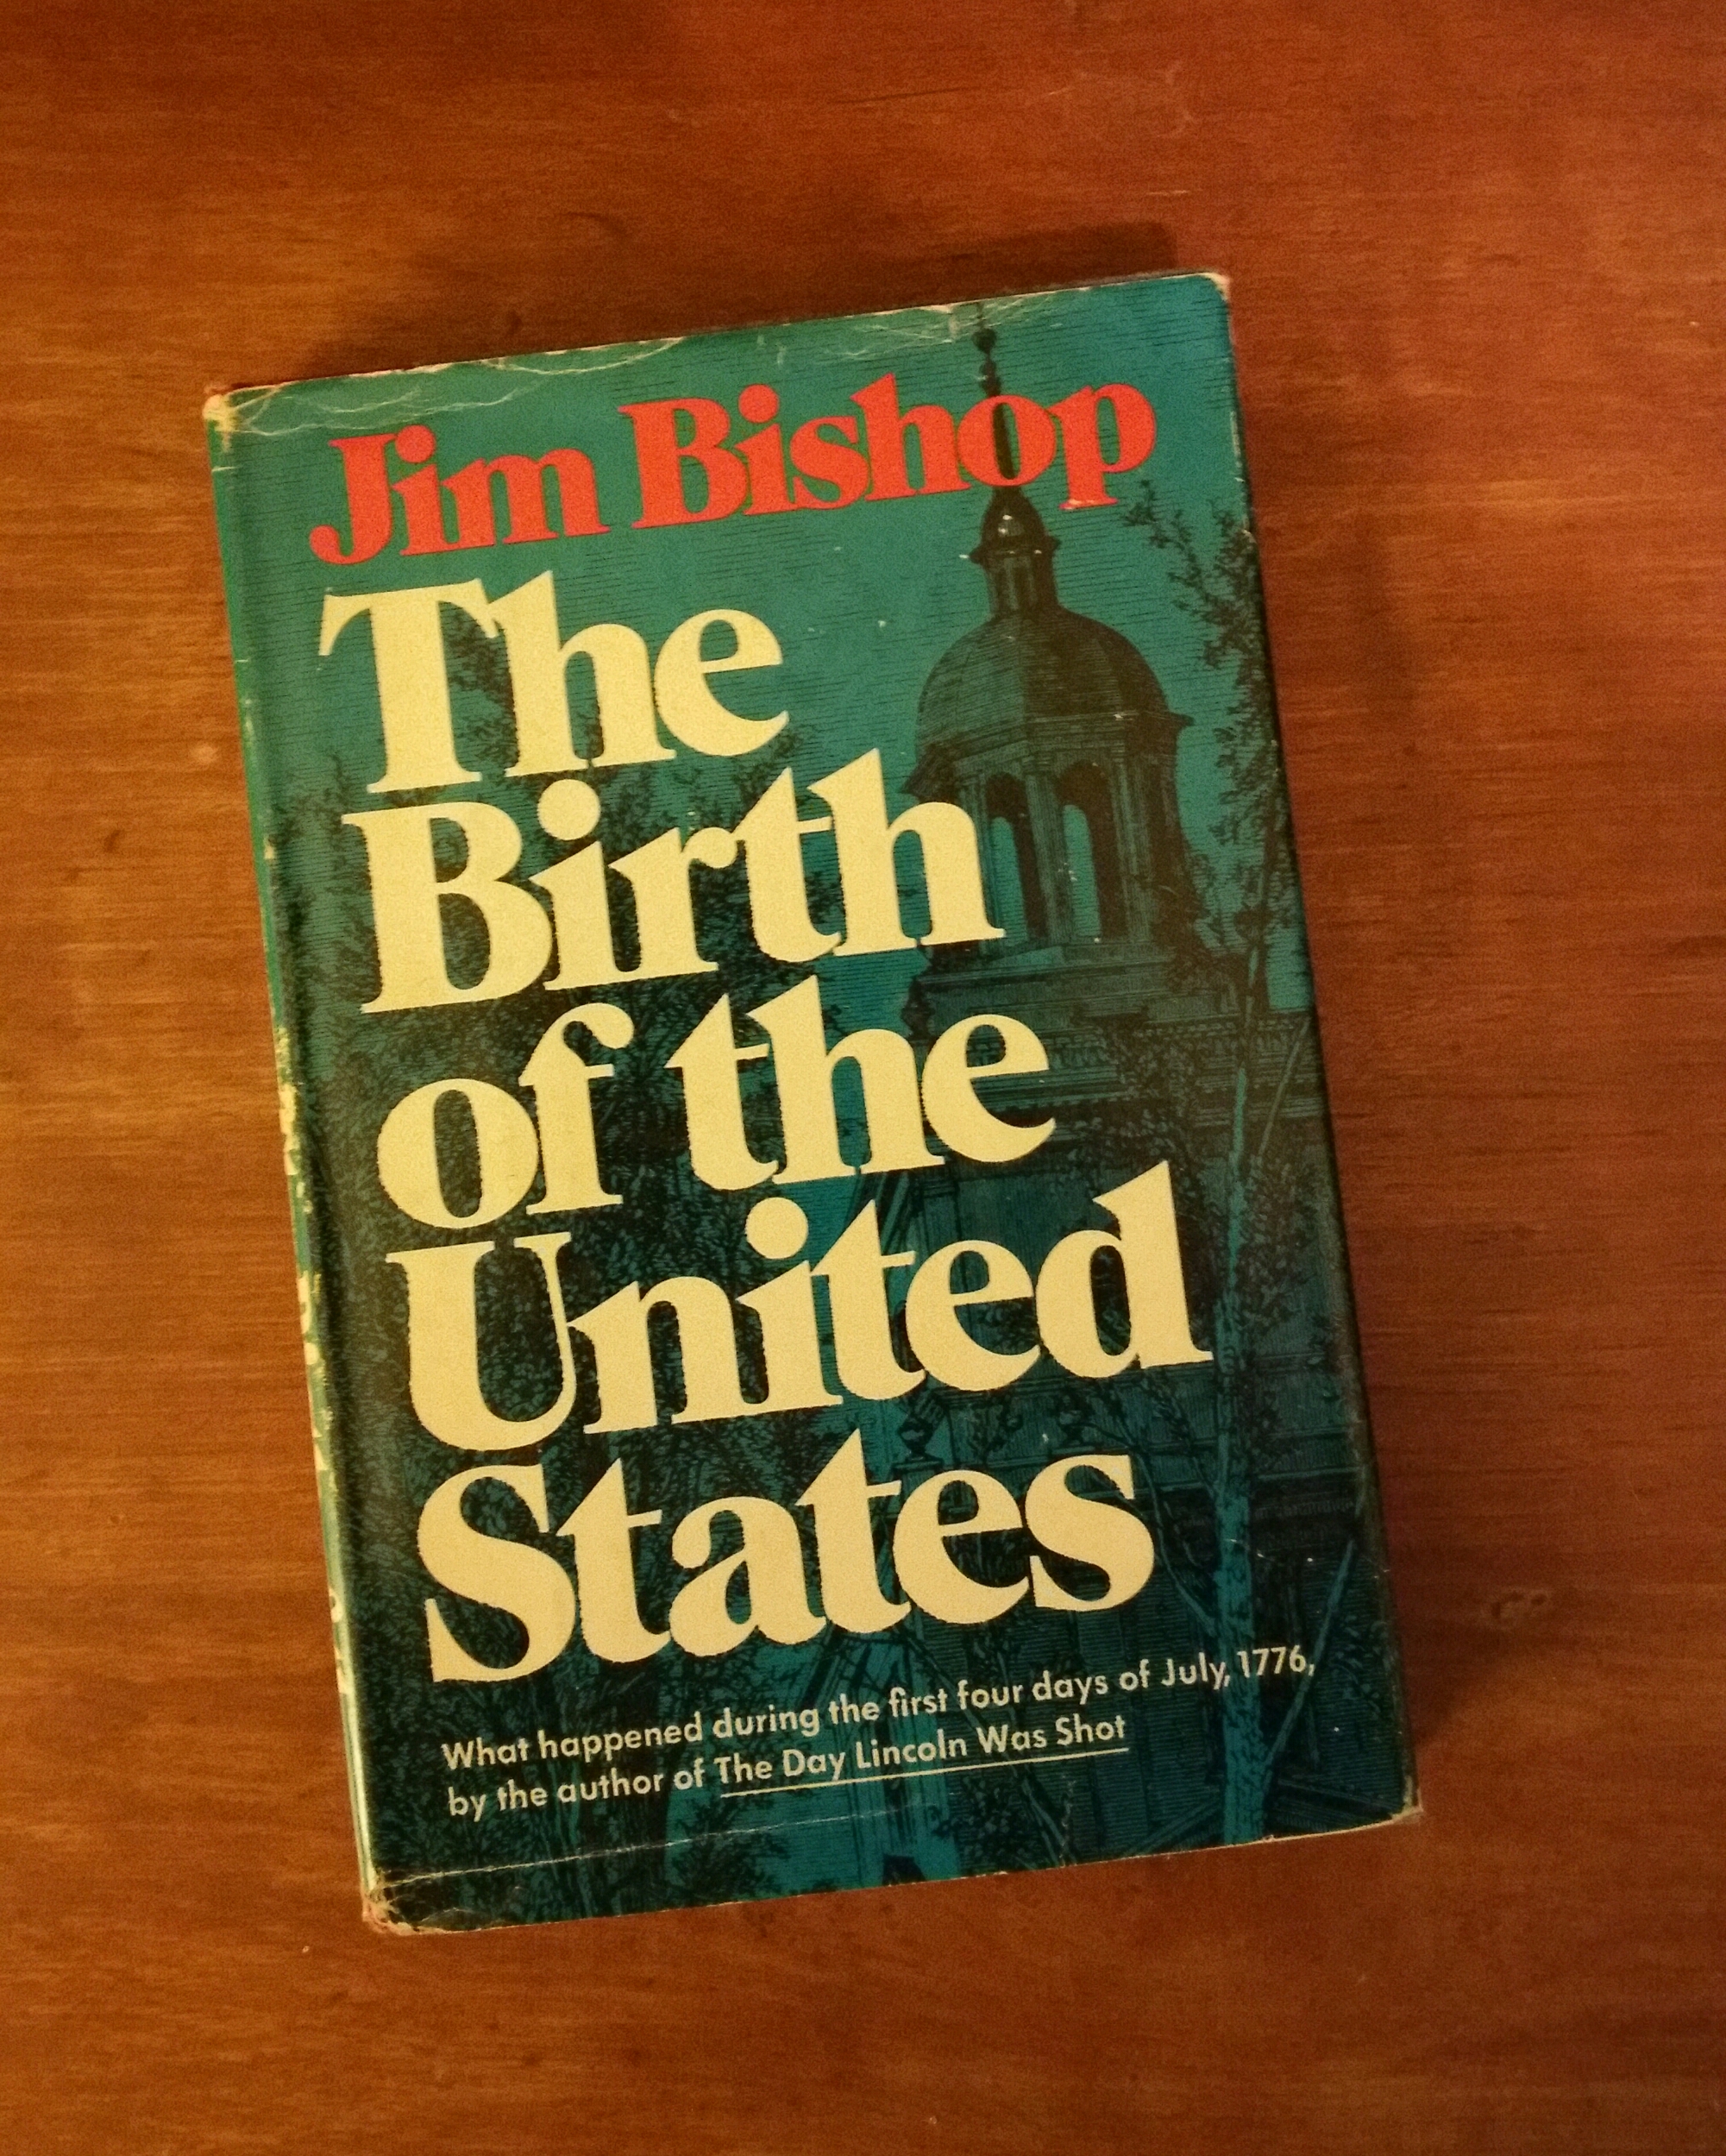 Jim Bishop
The
Birth
of the
United
States
What happened during the first four days of July, 1776,
by the author of The Day Lincoln Was Shot